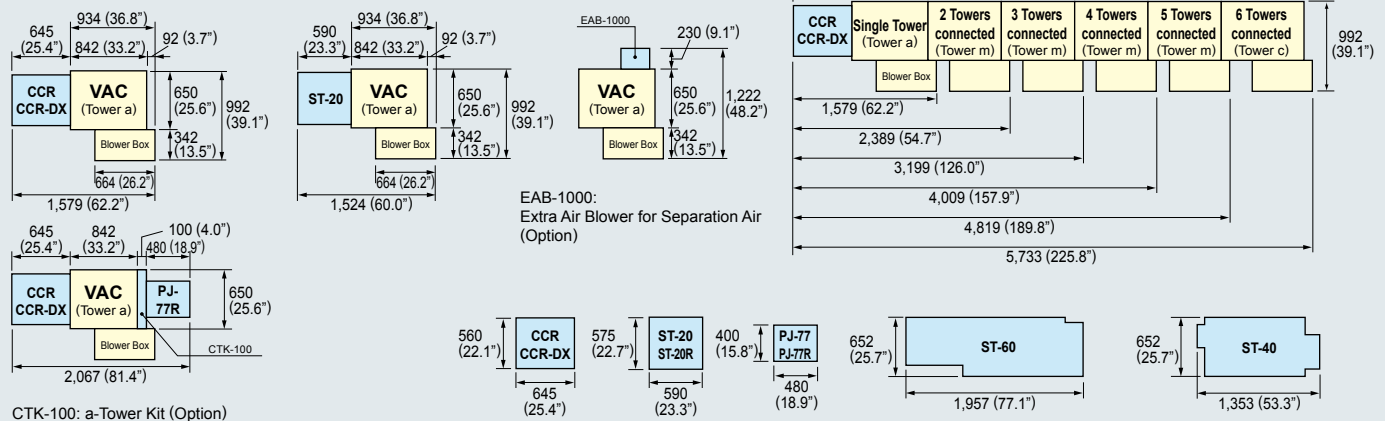 934 (36.8”)
645
(25.4”)
842 (33.2”)
92 (3.7”)
CCR
CCR-DX
VAC
(Tower a)
Blower Box
650
(25.6”)
992
(39.1”)
342
(13.5”)
664 (26.2”)
1,579 (62.2”)
934 (36.8”)
590
(23.3”)
842 (33.2”)
92 (3.7”)
ST-20
VAC
(Tower a)
Blower Box
650
(25.6”)
992
(39.1”)
342
(13.5”)
664 (26.2”)
1,524 (60.0”)
EAB-1000
230 (9.1”)
VAC
(Tower a)
Blower Box
650
(25.6”)
1,222
(48.2”)
342
(13.5”)
EAB-1000:
Extra Air Blower for Separation Air
(Option)
CCR
CCR-DX
Single Tower
(Tower a)
2 Towers
connected
(Tower m)
3 Towers
connected
(Tower m)
4 Towers
connected
(Tower m)
5 Towers
connected
(Tower m)
6 Towers
connected
(Tower c)
992
(39.1”)
Blower Box
1,579 (62.2”)
2,389 (54.7”)
3,199 (126.0”)
4,009 (157.9”)
4,819 (189.8”)
5,733 (225.8”)
645
(25.4”)
842
(33.2”)
100 (4.0”)
480 (18.9”)
CCR
CCR-DX
VAC
(Tower a)
PJ-
77R
650
(25.6”)
Blower Box
CTK-100
2,067 (81.4”)
CTK-100: a-Tower Kit (Option)
560
(22.1”)
CCR
CCR-DX
645
(25.4”)
575
(22.7”)
ST-20
ST-20R
590
(23.3”)
400
(15.8”)
PJ-77
PJ-77R
480
(18.9”)
652
(25.7”)
ST-60
1,957 (77.1”)
652
(25.7”)
ST-40
1,353 (53.3”)